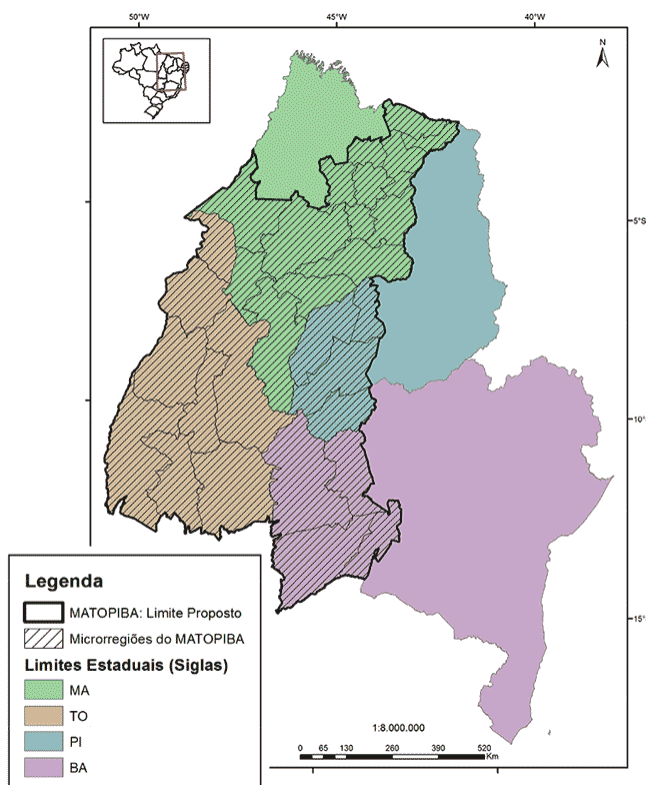 50°W 45°W 40°W
N
5°S
10°S
15°S
Legenda
MATOPIBA: Limite Proposto
Microrregiões do MATOPIBA
Limites Estaduais (Siglas)
MA
TO
PI
BA
1:8.000.000
0 65 130 260 390 520
Km